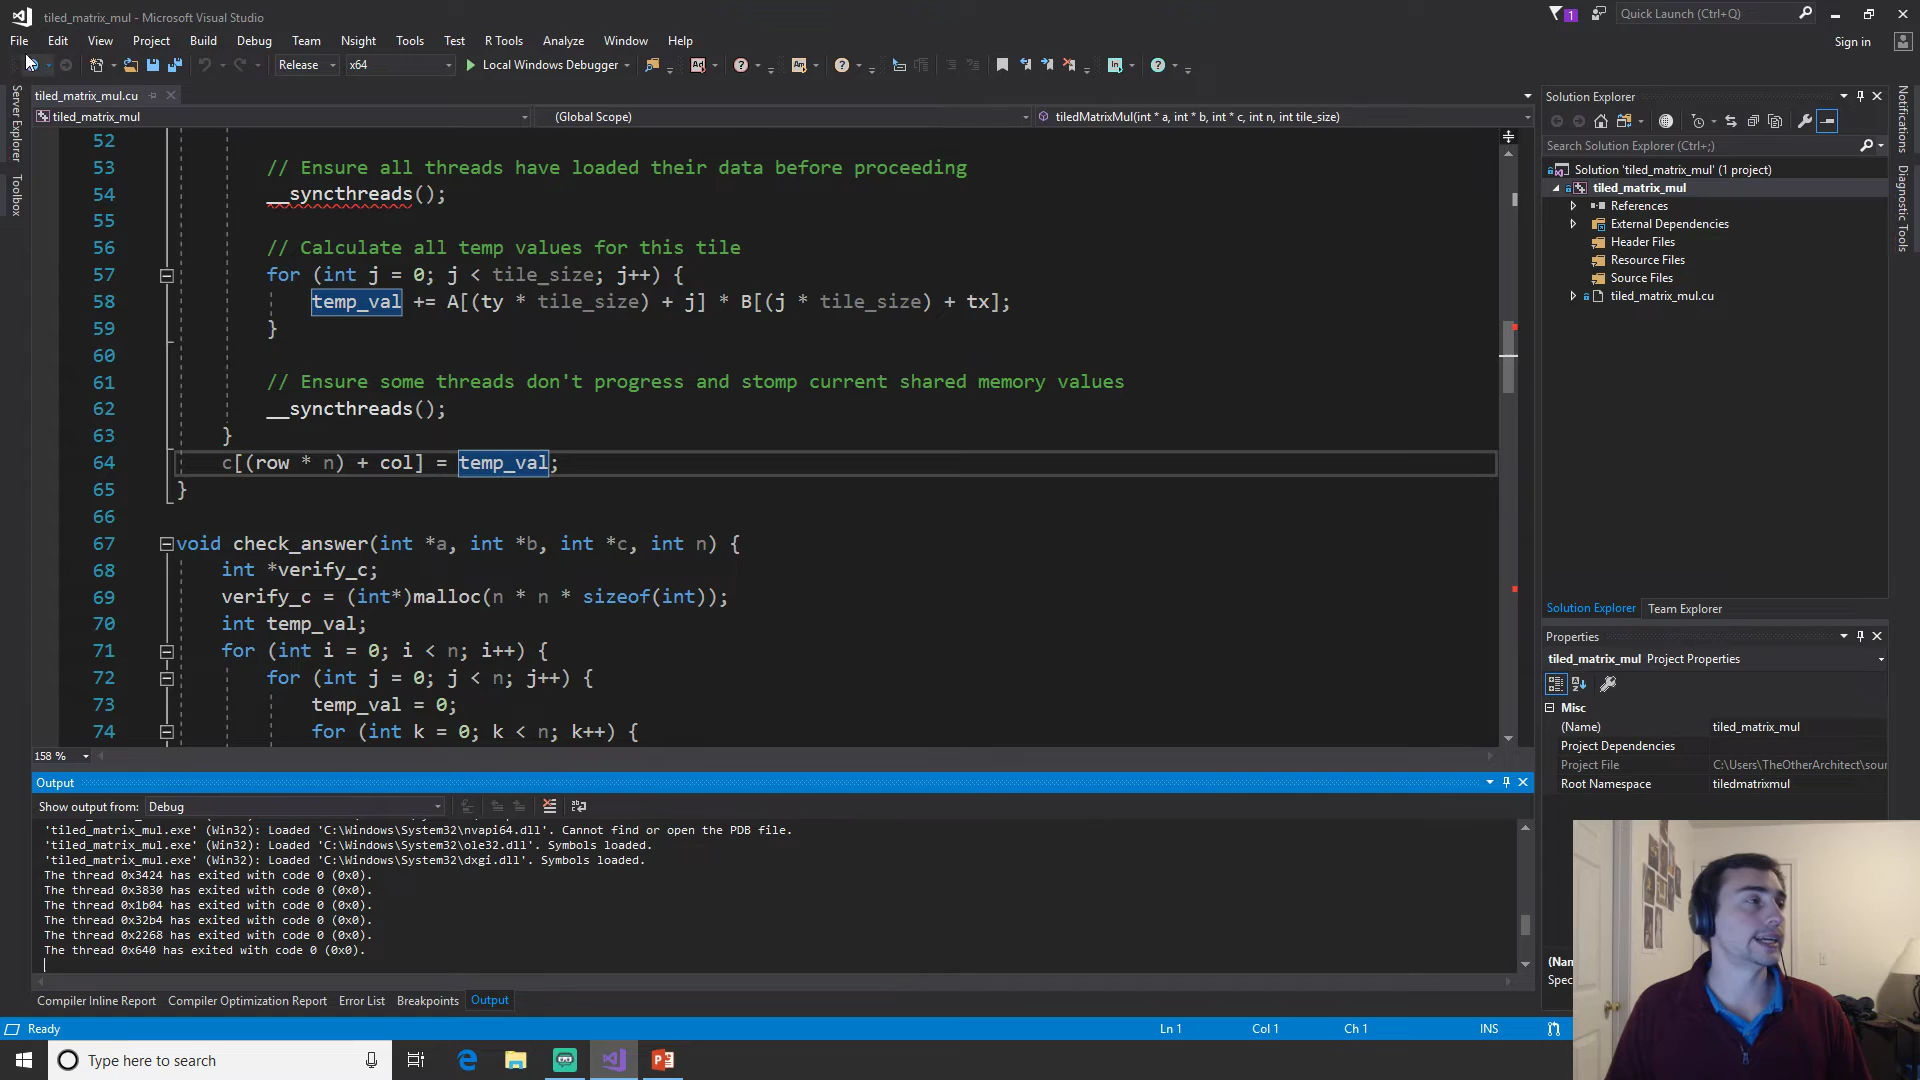 tiled_matrix_mul - Microsoft Visual Studio
1
Quick Launch (Ctrl+Q)
File Edit View Project Build Debug Team Nsight Tools Test R Tools Analyze Window Help
Sign in
Release x64 Local Windows Debugger
Server Explorer
Toolbox
tiled_matrix_mul.cu
tiled_matrix_mul (Global Scope) tiledMatrixMul(int * a, int * b, int * c, int n, int tile_size)
52
53 // Ensure all threads have loaded their data before proceeding
54 __syncthreads();
55
56 // Calculate all temp values for this tile
57 for (int j = 0; j < tile_size; j++) {
58 temp_val += A[(ty * tile_size) + j] * B[(j * tile_size) + tx];
59 }
60
61 // Ensure some threads don't progress and stomp current shared memory values
62 __syncthreads();
63 }
64 c[(row * n) + col] = temp_val;
65 }
66
67 void check_answer(int *a, int *b, int *c, int n) {
68 int *verify_c;
69 verify_c = (int*)malloc(n * n * sizeof(int));
70 int temp_val;
71 for (int i = 0; i < n; i++) {
72 for (int j = 0; j < n; j++) {
73 temp_val = 0;
74 for (int k = 0; k < n; k++) {
158 %
Output
Show output from: Debug
'tiled_matrix_mul.exe' (Win32): Loaded 'C:\Windows\System32\nvapi64.dll'. Cannot find or open the PDB file.
'tiled_matrix_mul.exe' (Win32): Loaded 'C:\Windows\System32\ole32.dll'. Symbols loaded.
'tiled_matrix_mul.exe' (Win32): Loaded 'C:\Windows\System32\dxgi.dll'. Symbols loaded.
The thread 0x3424 has exited with code 0 (0x0).
The thread 0x3830 has exited with code 0 (0x0).
The thread 0x1b04 has exited with code 0 (0x0).
The thread 0x32b4 has exited with code 0 (0x0).
The thread 0x2268 has exited with code 0 (0x0).
The thread 0x640 has exited with code 0 (0x0).
Compiler Inline Report Compiler Optimization Report Error List Breakpoints Output
Solution Explorer
Search Solution Explorer (Ctrl+;)
Solution 'tiled_matrix_mul' (1 project)
tiled_matrix_mul
References
External Dependencies
Header Files
Resource Files
Source Files
tiled_matrix_mul.cu
Solution Explorer Team Explorer
Properties
tiled_matrix_mul Project Properties
Misc
(Name) tiled_matrix_mul
Project Dependencies
Project File C:\Users\TheOtherArchitect\sour
Root Namespace tiledmatrixmul
(Nam
Spec
Notifications
Diagnostic Tools
Ready Ln 1 Col 1 Ch 1 INS
Type here to search